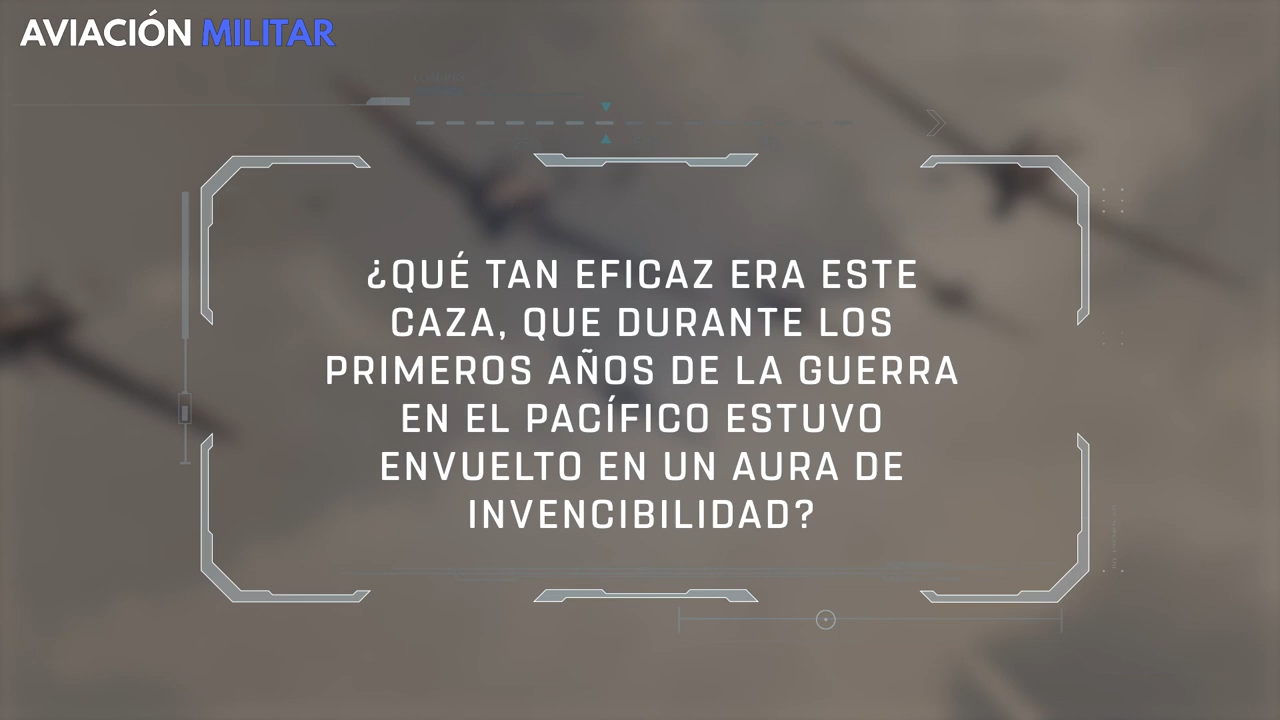 AVIACIÓN MILITAR
¿QUÉ TAN EFICAZ ERA ESTE
CAZA, QUE DURANTE LOS
PRIMEROS AÑOS DE LA GUERRA
EN EL PACÍFICO ESTUVO
ENVUELTO EN UN AURA DE
INVENCIBILIDAD?